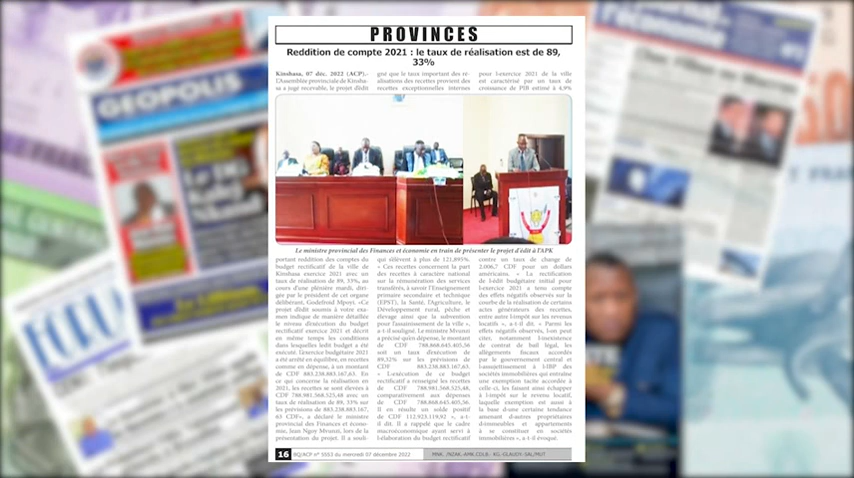 PROVINCES
Reddition de compte 2021 : le taux de réalisation est de 89,
33%
Kinshasa, 07 déc. 2022 (ACP).-
L'Assemblée provinciale de Kinsha-
sa a jugé recevable, le projet d'édit
gné que le taux important des ré-
alisations des recettes provient des
recettes exceptionnelles internes
pour l'exercice 2021 de la ville
est caractérisé par un taux de
croissance de PIB estimé à 4,9%
Le ministre provincial des Finances et économie en train de présenter le projet d'édit à l'APK
portant reddition des comptes du
budget rectificatif de la ville de
Kinshasa exercice 2021 avec un
taux de réalisation de 89, 33%, au
cours d'une plénière mardi, diri-
gée par le président de cet organe
délibérant, Godefroid Mpoyi. «Ce
projet d'édit soumis à votre exa-
men indique de manière détaillée
le niveau d'exécution du budget
rectificatif exercice 2021 et décrit
en même temps les conditions
dans lesquelles ledit budget a été
exécuté. L'exercice budgétaire 2021
a été arrêté en équilibre, en recettes
comme en dépense, à un montant
de CDF 883.238.883.167,63. En
ce qui concerne la réalisation en
2021, les recettes se sont élevées à
CDF 788.981.568.525,48 avec un
taux de réalisation de 89, 33% sur
les prévisions de 883.238.883.167,
63 CDF», a déclaré le ministre
provincial des Finances et écono-
mie, Jean Ngoy Mvunzi, lors de la
présentation du projet. Il a souli-
qui élèvent à plus de 121,895%.
« Ces recettes concernent la part
des recettes à caractère national
sur la rémunération des services
transférés, à savoir l'Enseignement
primaire secondaire et technique
(EPST), la Santé, l'Agriculture, le
Développement rural, pêche et
élevage ainsi que la subvention
pour l'assainissement de la ville »,
a-t-il souligné. Le ministre Mvunzi
a précisé qu'en dépense, le montant
de CDF 788.868.645.405,56
soit un taux d'exécution de
89,32% sur les prévisions de
CDF 883.238.883.167,63.
« L'exécution de ce budget
rectificatif a renseigné les recettes
de CDF 788.981.568.525,48,
comparativement aux dépenses
de CDF 788.868.645.405,56.
Il en résulte un solde positif
de CDF 112.923.119,92 », a-t-
il dit. Il a rappelé que le cadre
macroéconomique ayant servi à
l'élaboration du budget rectificatif
contre un taux de change de
2.006,7 CDF pour un dollars
américains. « La rectification
de l'édit budgétaire initial pour
l'exercice 2021 a tenu compte
des effets négatifs observés sur le
cours de la réalisation de certains
actes générateurs des recettes,
entre autre l'impôt sur les revenus
locatifs », a-t-il dit. « Parmi les
effets négatifs observés, l'on peut
citer, notamment l'inexistence
de contrat de bail légal, les
allégements fiscaux accordés
par le gouvernement central et
l'assujettissement à l'IBP des
sociétés immobilières qui entraîne
une exemption tacite accordée à
celle-ci, les faisant ainsi échapper
à l'impôt sur le revenu locatif,
laquelle exemption est aussi à
la base d'une certaine tendance
amenant d'autres propriétaires
d'immeubles et appartements
à se constituer en sociétés
immobilières », a-t-il évoqué.
16
BQ/ACP n° 5553 du mercredi 07 décembre 2022
GEOPOLIS
l'économie